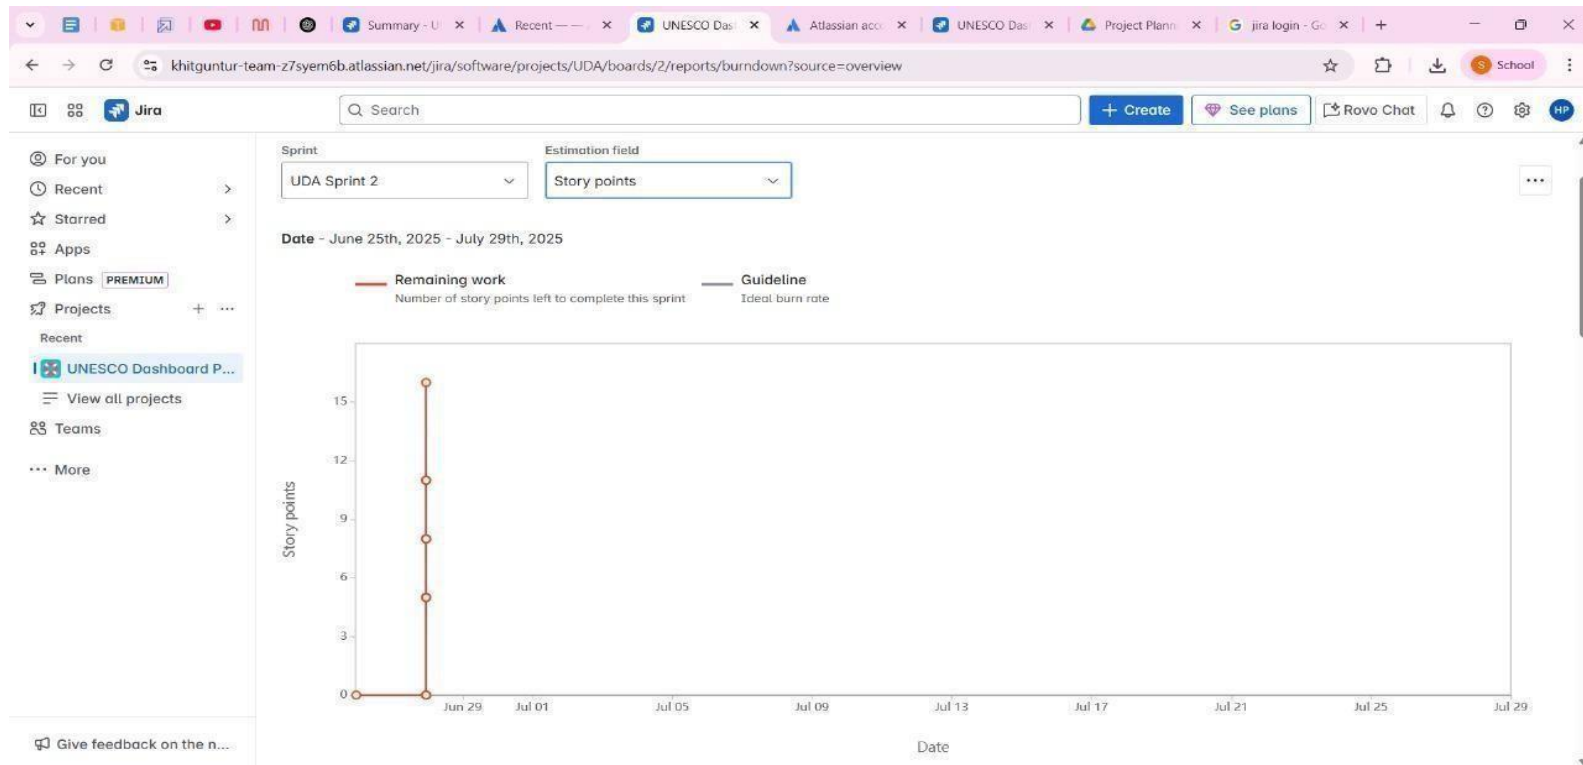 Summary - U
Recent — —
UNESCO Das
Atlassian acc
UNESCO Das
Project Plann
jira login - Go
khitguntur-team-z7syem6b.atlassian.net/jira/software/projects/UDA/boards/2/reports/burndown?source=overview
S School
Jira
Search
+ Create
See plans
Rovo Chat
HP
For you
Recent
Starred
Apps
Plans PREMIUM
Projects
Recent
UNESCO Dashboard P...
View all projects
Teams
More
Give feedback on the n...
Sprint
Estimation field
UDA Sprint 2
Story points
Date - June 25th, 2025 - July 29th, 2025
Remaining work
Number of story points left to complete this sprint
Guideline
Ideal burn rate
Story points
15
12
9
6
3
0
Jun 29 Jul 01 Jul 05 Jul 09 Jul 13 Jul 17 Jul 21 Jul 25 Jul 29
Date